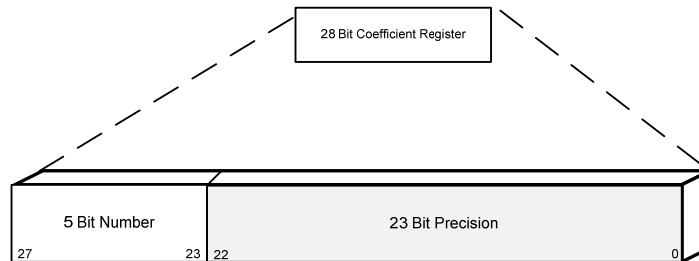 28 Bit Coefficient Register
5 Bit Number
23 Bit Precision
27
23
22
0